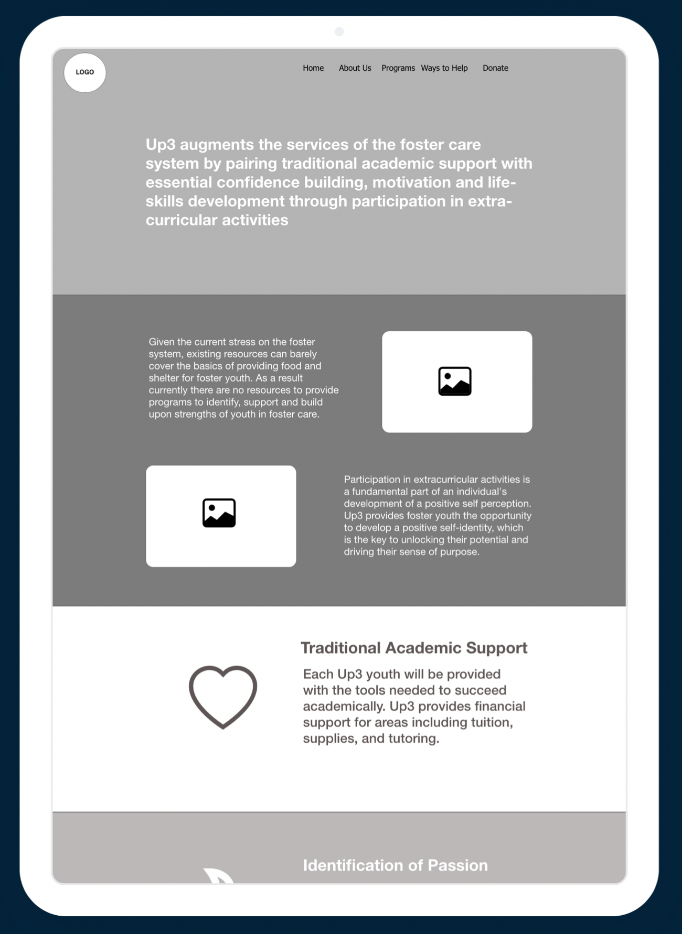 LOGO
Home About Us Programs Ways to Help Donate
Up3 augments the services of the foster care
system by pairing traditional academic support with
essential confidence building, motivation and life-
skills development through participation in extra-
curricular activities
Given the current stress on the foster
system, existing resources can barely
cover the basics of providing food and
shelter for foster youth. As a result
currently there are no resources to provide
programs to identify, support and build
upon strengths of youth in foster care.
Participation in extracurricular activities is
a fundamental part of an individual's
development of a positive self perception.
Up3 provides foster youth the opportunity
to develop a positive self-identity, which
is the key to unlocking their potential and
driving their sense of purpose.
Traditional Academic Support
Each Up3 youth will be provided
with the tools needed to succeed
academically. Up3 provides financial
support for areas including tuition,
supplies, and tutoring.
Identification of Passion